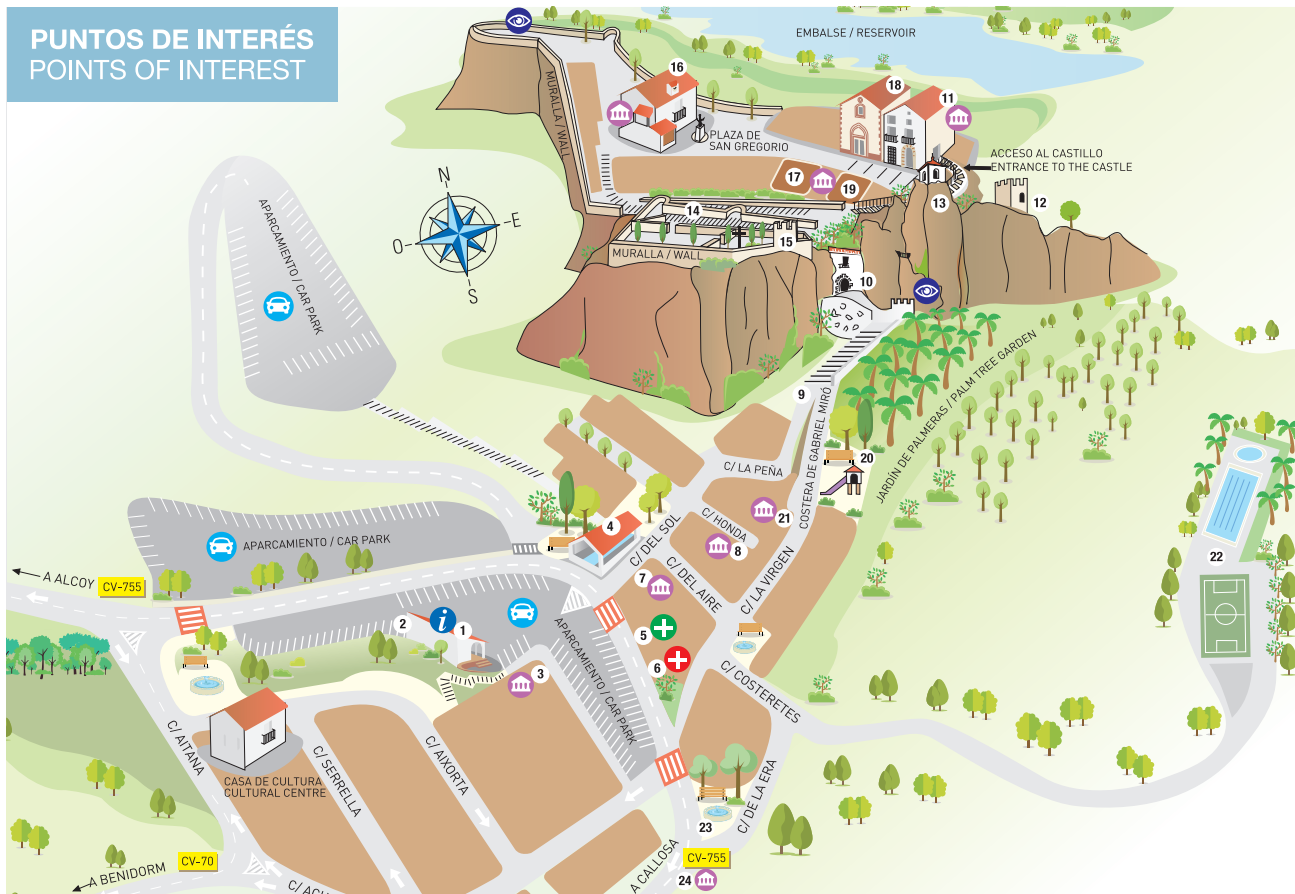 PUNTOS DE INTERÉS
POINTS OF INTEREST
EMBALSE / RESERVOIR
16
18
11
MURALLA / WALL
PLAZA DE
SAN GREGORIO
ACCESO AL CASTILLO
ENTRANCE TO THE CASTLE
17
19
13
12
N
E
O
S
14
15
MURALLA / WALL
10
APARCAMIENTO / CAR PARK
9
COSTERA DE GABRIEL MIRÓ
JARDÍN DE PALMERAS / PALM TREE GARDEN
20
C/ LA PEÑA
21
C/ HONDA
8
4
C/ DEL SOL
APARCAMIENTO / CAR PARK
22
7
C/ DEL AIRE
C/ LA VIRGEN
A ALCOY
CV-755
2
i
1
5
6
3
APARCAMIENTO / CAR PARK
C/ COSTERETES
C/ AITANA
CASA DE CULTURA
CULTURAL CENTRE
C/ SERRELLA
C/ AIXORTA
C/ DE LA ERA
23
A BENIDORM
CV-70
A CALLOSA
CV-755
24